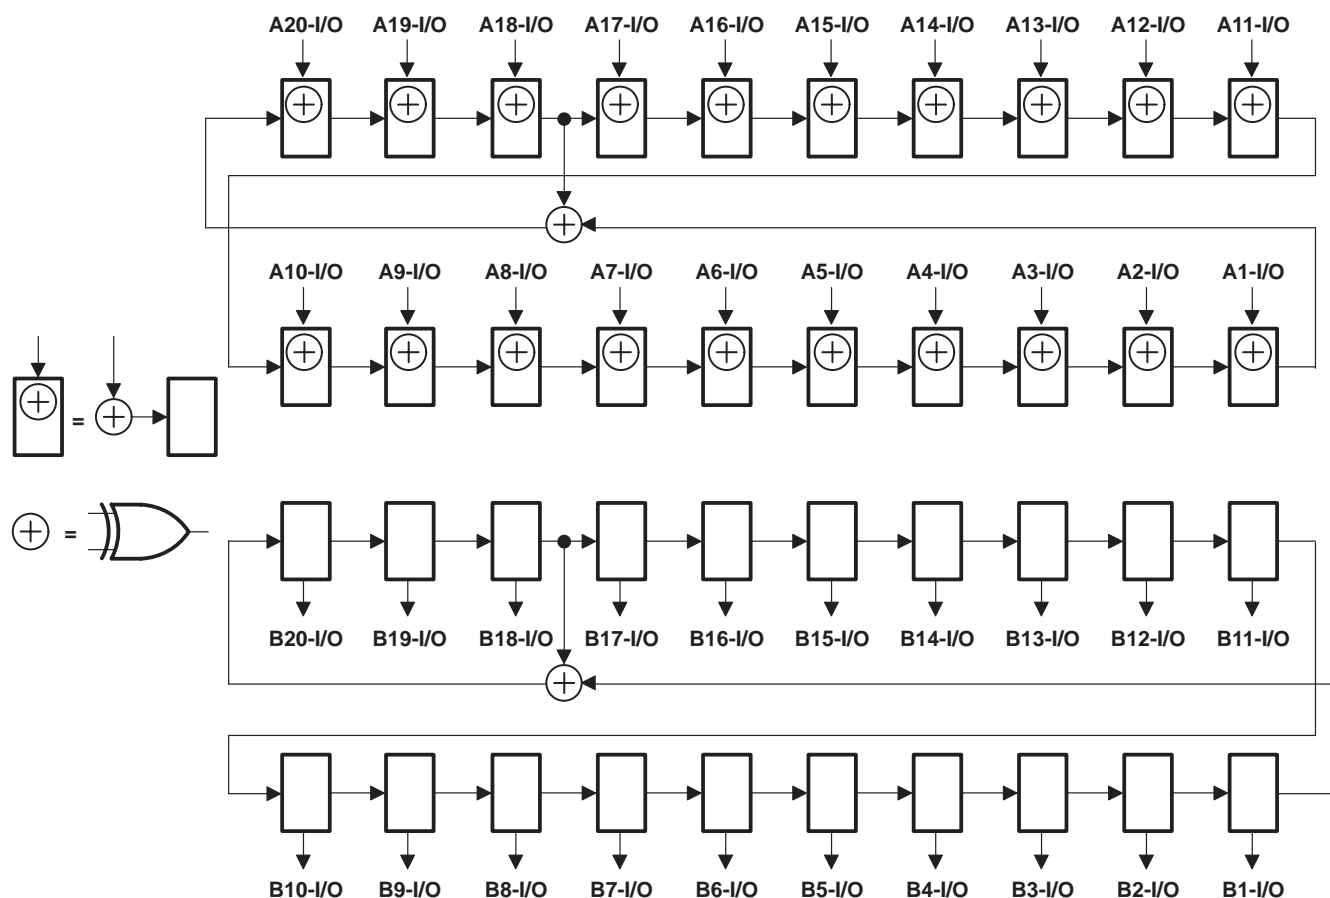 A20-I/O A19-I/O A18-I/O A17-I/O A16-I/O A15-I/O A14-I/O A13-I/O A12-I/O A11-I/O
A10-I/O A9-I/O A8-I/O A7-I/O A6-I/O A5-I/O A4-I/O A3-I/O A2-I/O A1-I/O
=
=
B20-I/O B19-I/O B18-I/O B17-I/O B16-I/O B15-I/O B14-I/O B13-I/O B12-I/O B11-I/O
B10-I/O B9-I/O B8-I/O B7-I/O B6-I/O B5-I/O B4-I/O B3-I/O B2-I/O B1-I/O